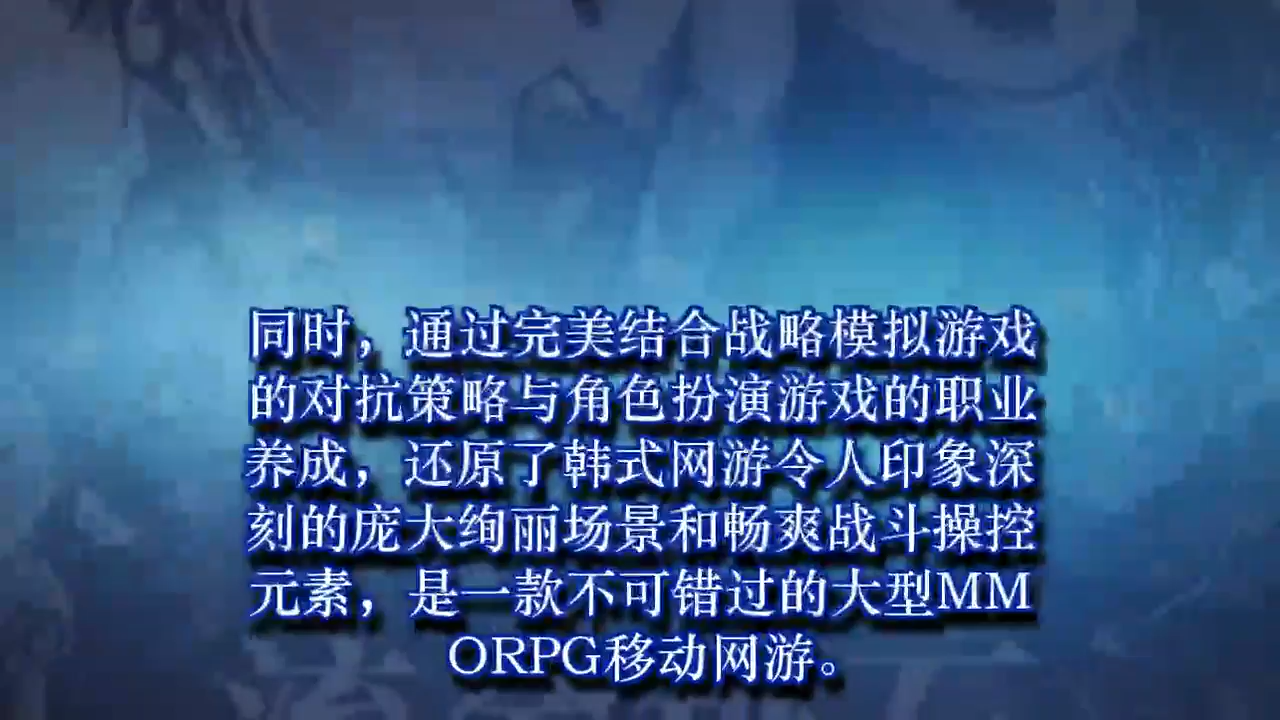 同时，通过完美结合战略模拟游戏
的对抗策略与角色扮演游戏的职业
养成，还原了韩式网游令人印象深
刻的庞大绚丽场景和畅爽战斗操控
元素，是一款不可错过的大型MM
ORPG移动网游。